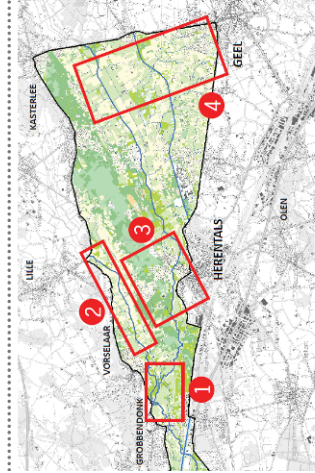 KASTERLEE
LILLE
GEEL
4
3
2
VORSELAAR
HERENTALS
OLEN
GROBBENDONK
1